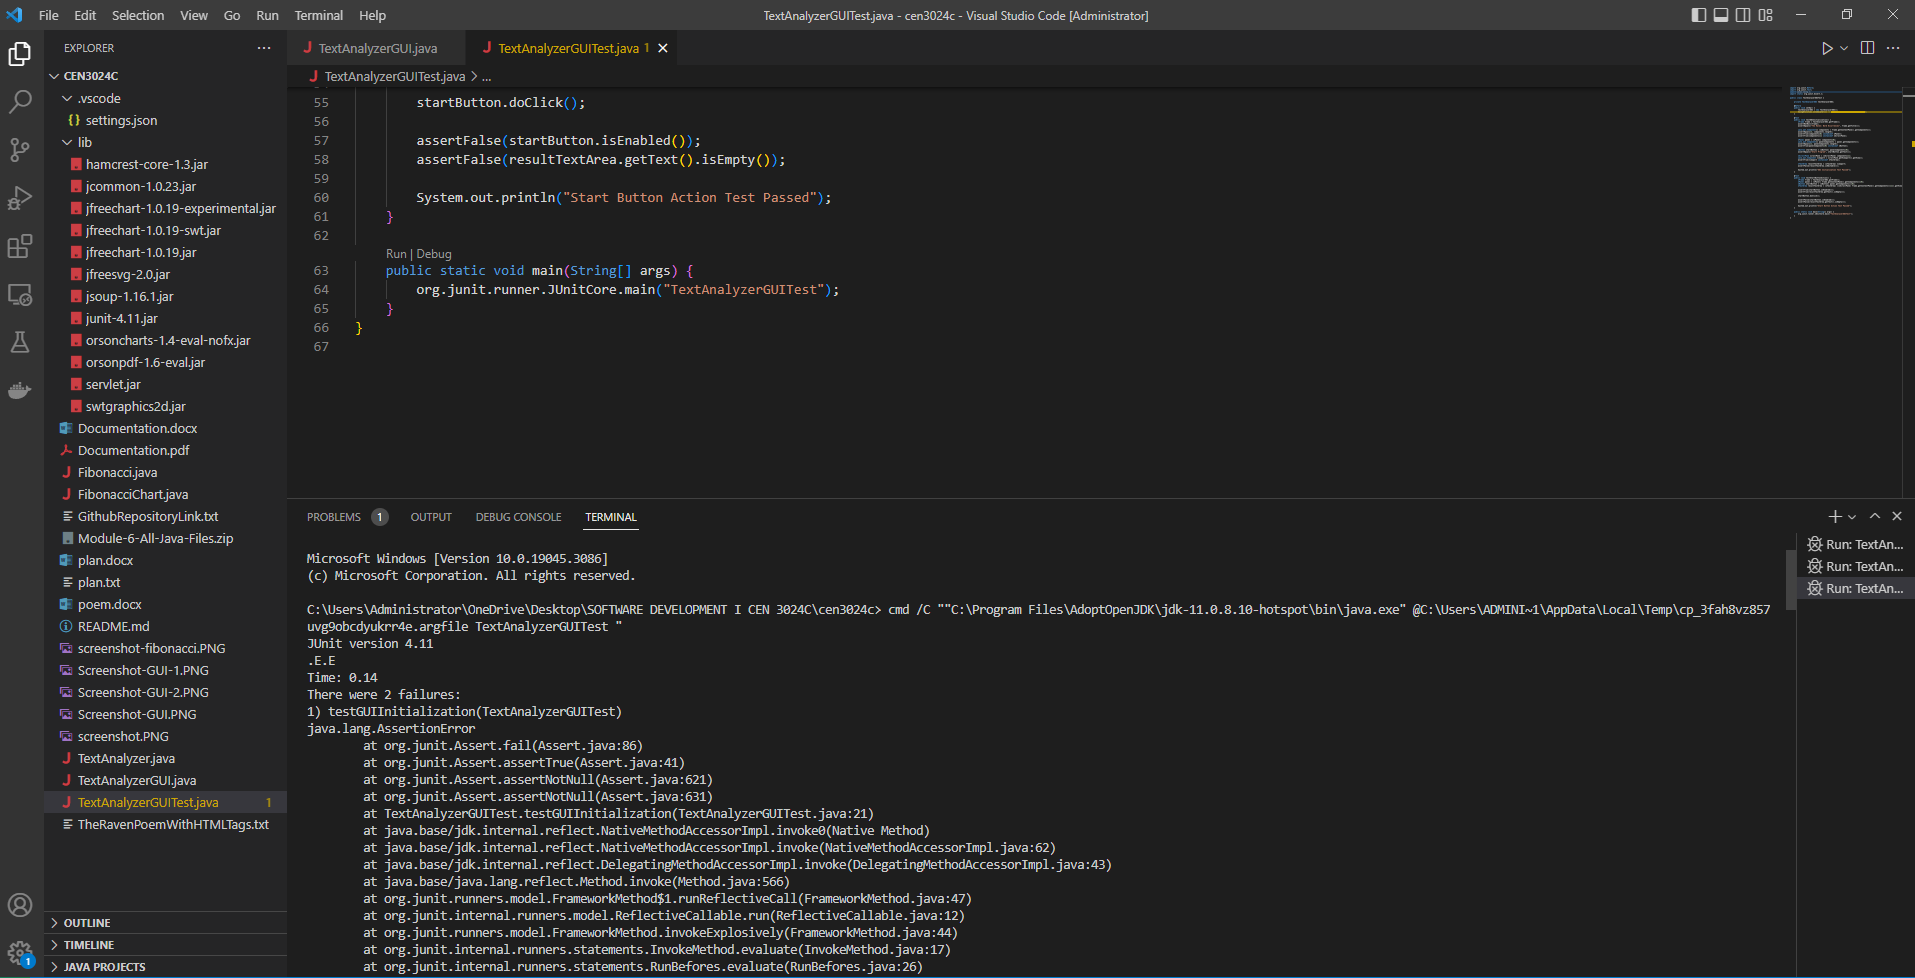 File Edit Selection View Go Run Terminal Help
TextAnalyzerGUITest.java - cen3024c - Visual Studio Code [Administrator]
EXPLORER
CEN3024C
.vscode
{} settings.json
lib
hamcrest-core-1.3.jar
jcommon-1.0.23.jar
jfreechart-1.0.19-experimental.jar
jfreechart-1.0.19-swt.jar
jfreechart-1.0.19.jar
jfreesvg-2.0.jar
jsoup-1.16.1.jar
junit-4.11.jar
orsoncharts-1.4-eval-nofx.jar
orsonpdf-1.6-eval.jar
servlet.jar
swtgraphics2d.jar
Documentation.docx
Documentation.pdf
J Fibonacci.java
J FibonacciChart.java
GithubRepositoryLink.txt
Module-6-All-Java-Files.zip
plan.docx
plan.txt
poem.docx
README.md
screenshot-fibonacci.PNG
Screenshot-GUI-1.PNG
Screenshot-GUI-2.PNG
Screenshot-GUI.PNG
screenshot.PNG
J TextAnalyzer.java
J TextAnalyzerGUI.java
J TextAnalyzerGUITest.java 1
TheRavenPoemWithHTMLTags.txt
OUTLINE
TIMELINE
JAVA PROJECTS
1
J TextAnalyzerGUI.java J TextAnalyzerGUITest.java 1
J TextAnalyzerGUITest.java > ...
55 startButton.doClick();
56
57 assertFalse(startButton.isEnabled());
58 assertFalse(resultTextArea.getText().isEmpty());
59
60 System.out.println("Start Button Action Test Passed");
61 }
62
Run | Debug
63 public static void main(String[] args) {
64 org.junit.runner.JUnitCore.main("TextAnalyzerGUITest");
65 }
66 }
67
PROBLEMS 1 OUTPUT DEBUG CONSOLE TERMINAL
Microsoft Windows [Version 10.0.19045.3086]
(c) Microsoft Corporation. All rights reserved.
C:\Users\Administrator\OneDrive\Desktop\SOFTWARE DEVELOPMENT I CEN 3024C\cen3024c> cmd /C ""C:\Program Files\AdoptOpenJDK\jdk-11.0.8.10-hotspot\bin\java.exe" @C:\Users\ADMINI~1\AppData\Local\Temp\cp_3fah8vz857
uvg9obcdyukrr4e.argfile TextAnalyzerGUITest "
JUnit version 4.11
.E.E
Time: 0.14
There were 2 failures:
1) testGUIInitialization(TextAnalyzerGUITest)
java.lang.AssertionError
at org.junit.Assert.fail(Assert.java:86)
at org.junit.Assert.assertTrue(Assert.java:41)
at org.junit.Assert.assertNotNull(Assert.java:621)
at org.junit.Assert.assertNotNull(Assert.java:631)
at TextAnalyzerGUITest.testGUIInitialization(TextAnalyzerGUITest.java:21)
at java.base/jdk.internal.reflect.NativeMethodAccessorImpl.invoke0(Native Method)
at java.base/jdk.internal.reflect.NativeMethodAccessorImpl.invoke(NativeMethodAccessorImpl.java:62)
at java.base/jdk.internal.reflect.DelegatingMethodAccessorImpl.invoke(DelegatingMethodAccessorImpl.java:43)
at java.base/java.lang.reflect.Method.invoke(Method.java:566)
at org.junit.runners.model.FrameworkMethod$1.runReflectiveCall(FrameworkMethod.java:47)
at org.junit.internal.runners.model.ReflectiveCallable.run(ReflectiveCallable.java:12)
at org.junit.runners.model.FrameworkMethod.invokeExplosively(FrameworkMethod.java:44)
at org.junit.internal.runners.statements.InvokeMethod.evaluate(InvokeMethod.java:17)
at org.junit.internal.runners.statements.RunBefores.evaluate(RunBefores.java:26)
Run: TextAn...
Run: TextAn...
Run: TextAn...